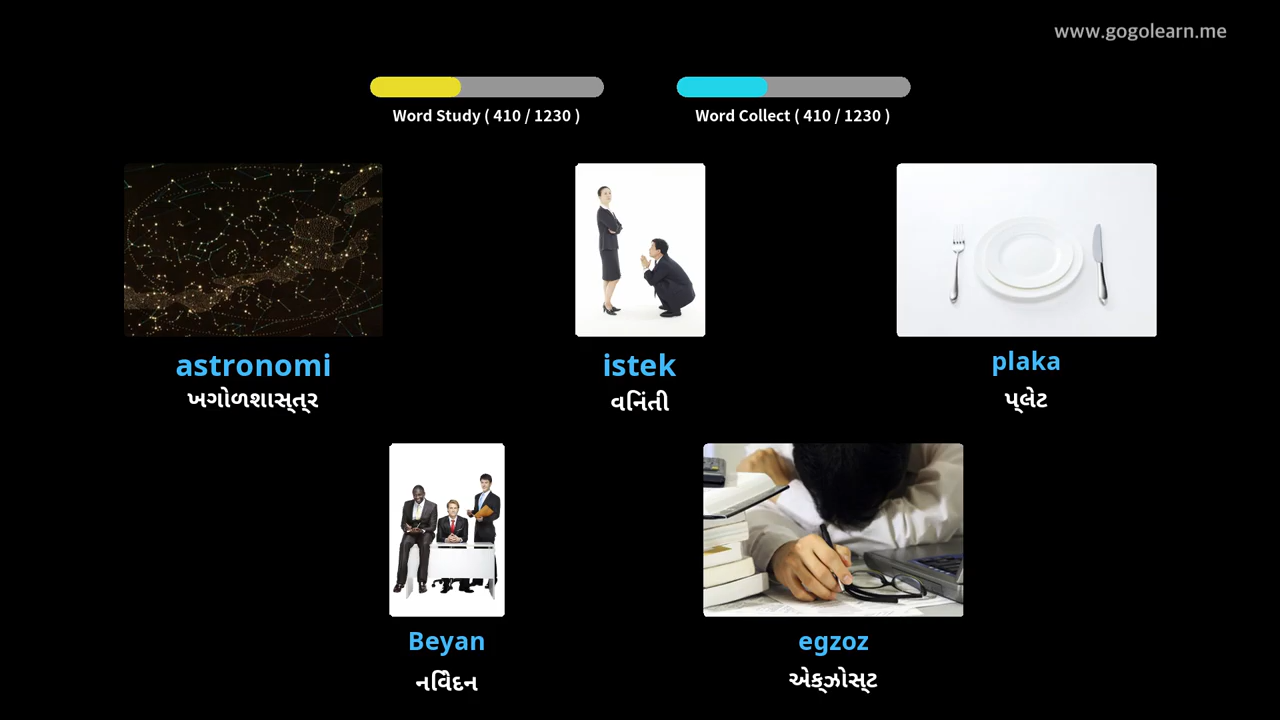 www.gogolearn.me
Word Study ( 410 / 1230 )
Word Collect ( 410 / 1230 )
astronomi
ખગોળશાસ્ત્ર
istek
વિનંતી
plaka
પ્લેટ
Beyan
નિવેદન
egzoz
એક્ઝોસ્ટ